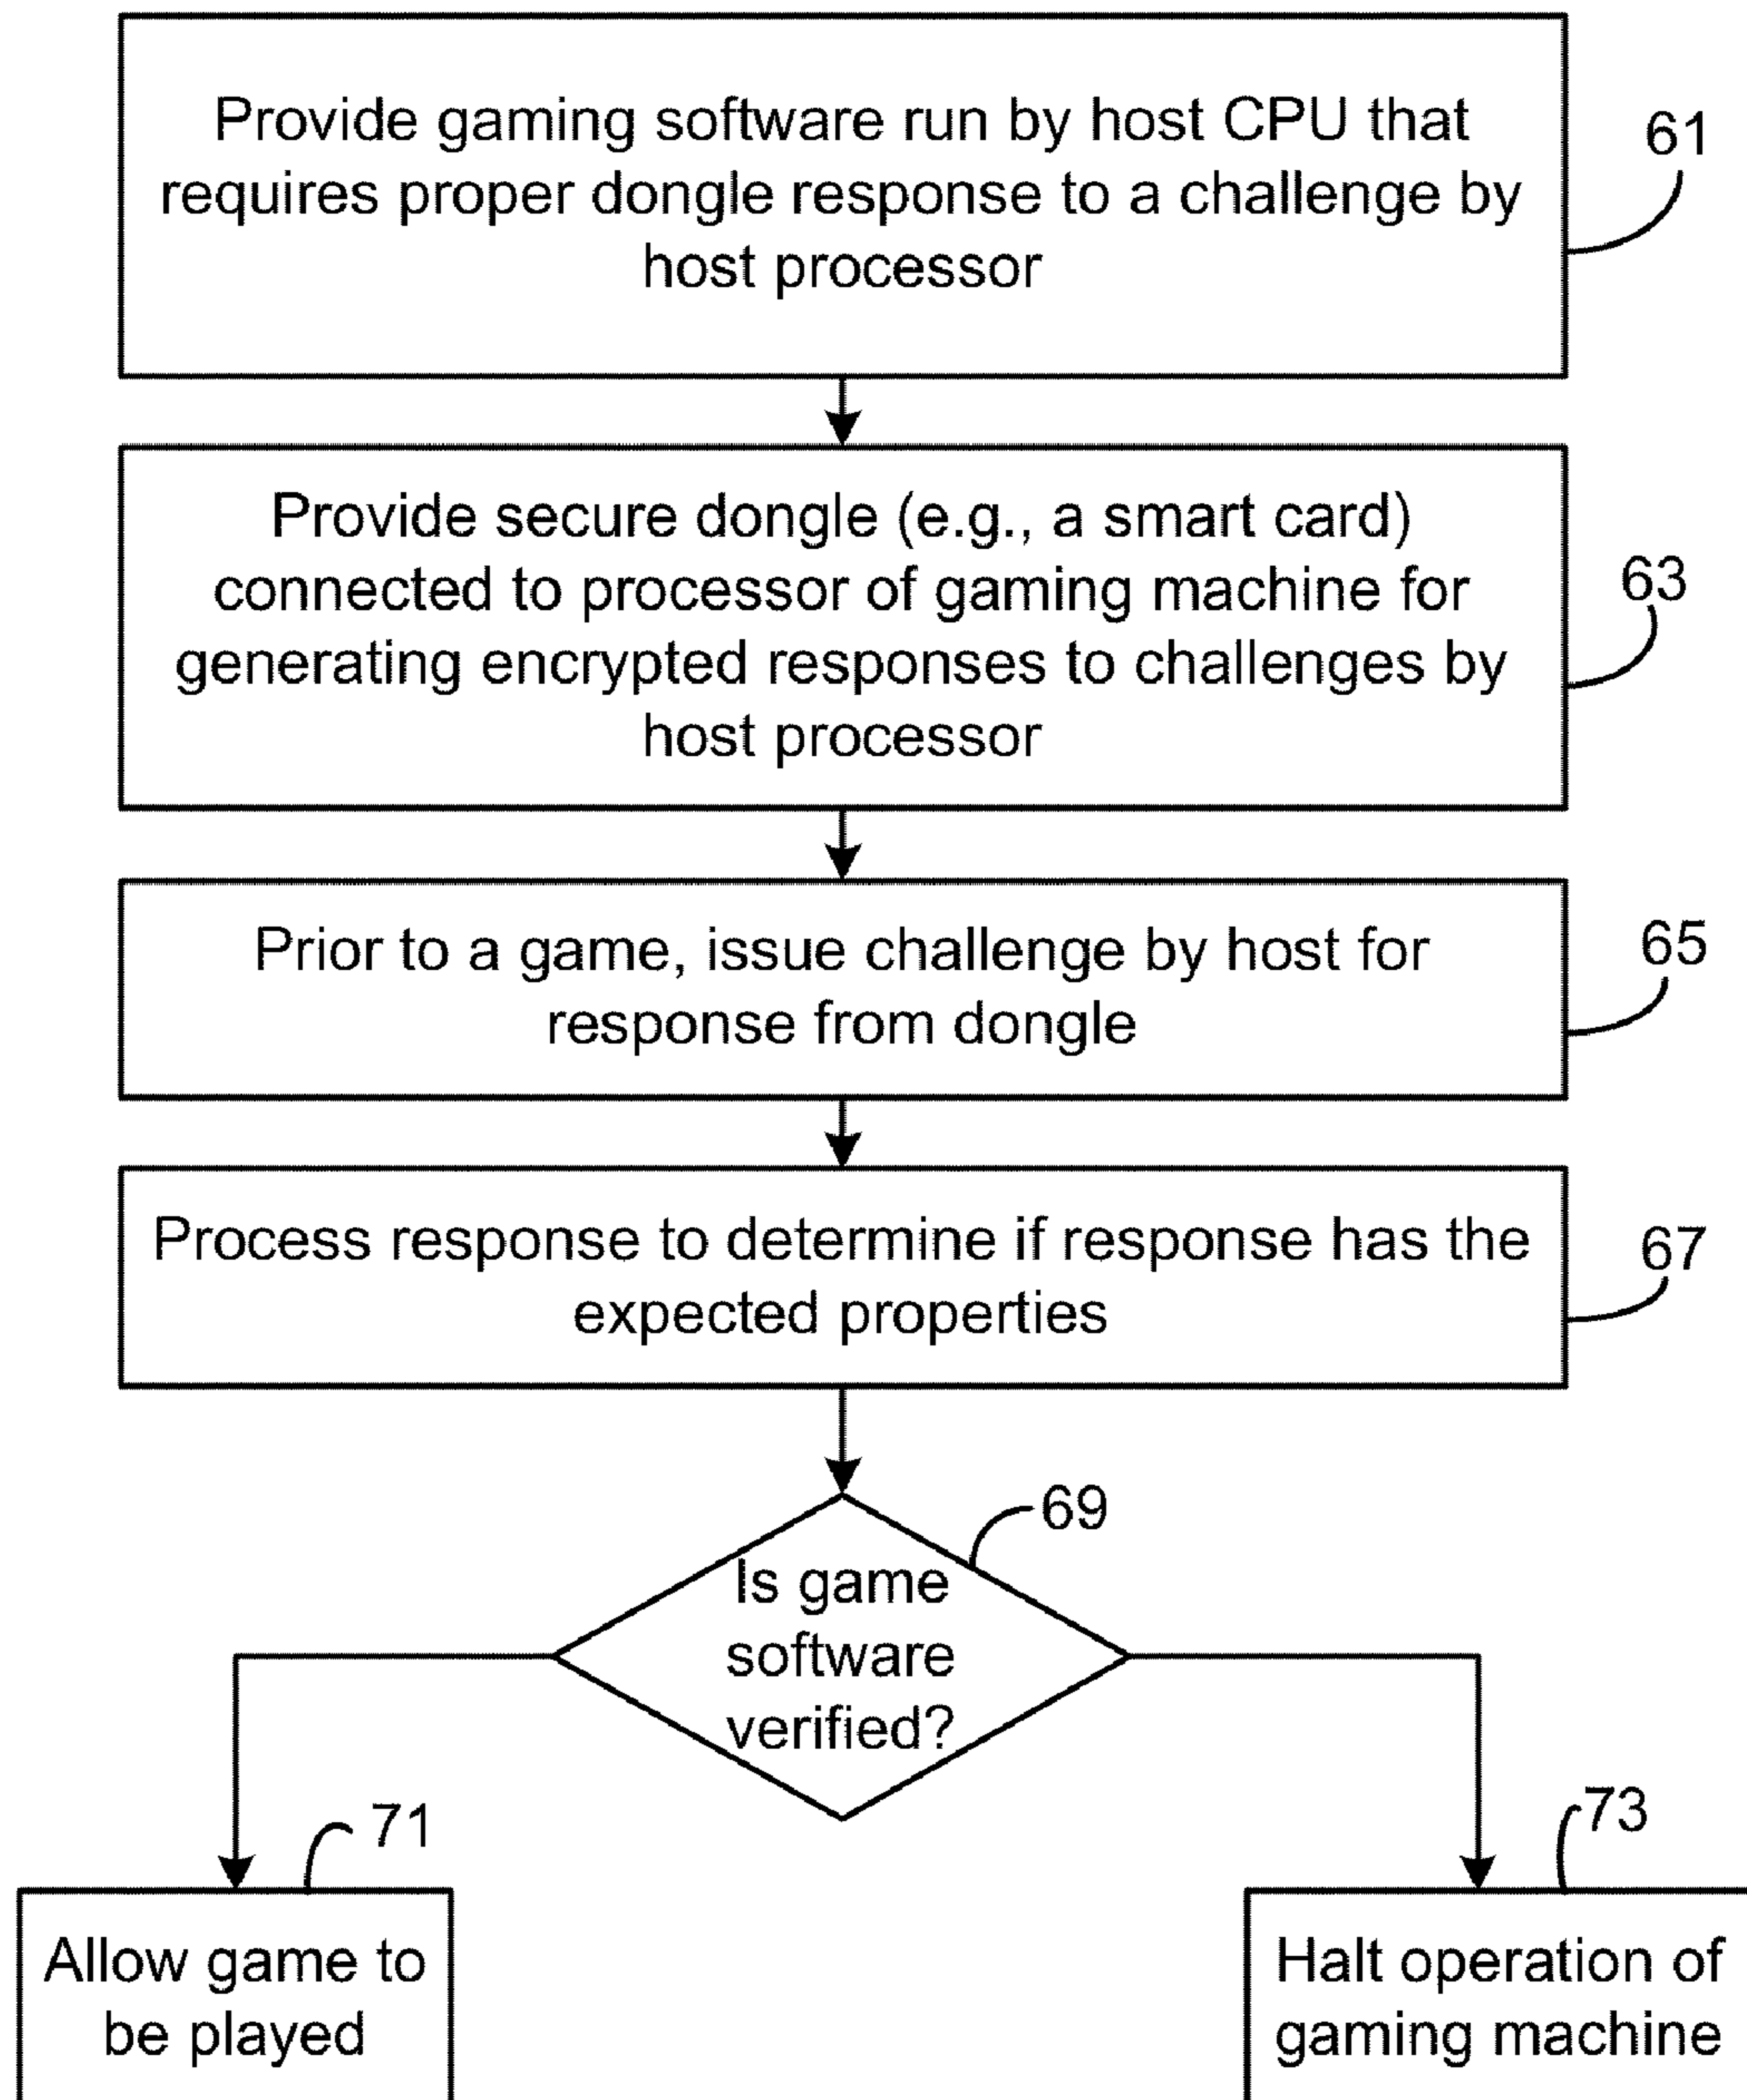 Provide gaming software run by host CPU that
requires proper dongle response to a challenge by
host processor
61
Provide secure dongle (e.g., a smart card)
connected to processor of gaming machine for
generating encrypted responses to challenges by
host processor
63
Prior to a game, issue challenge by host for
response from dongle
65
Process response to determine if response has the
expected properties
67
69
Is game
software
verified?
71
Allow game to
be played
73
Halt operation of
gaming machine